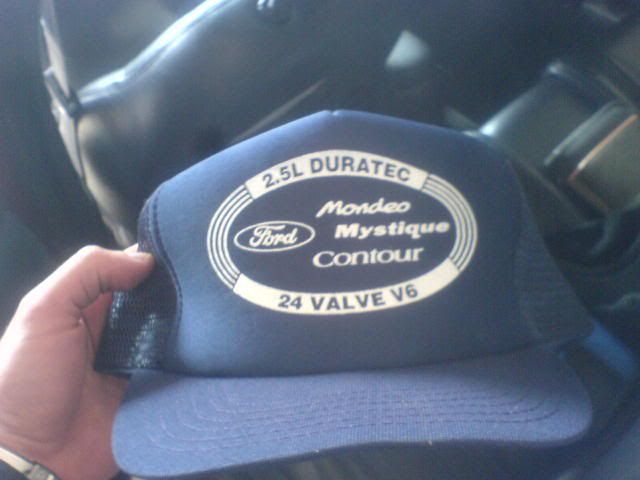 2.5L DURATEC
Mondeo
Ford
Mystique
Contour
24 VALVE V6